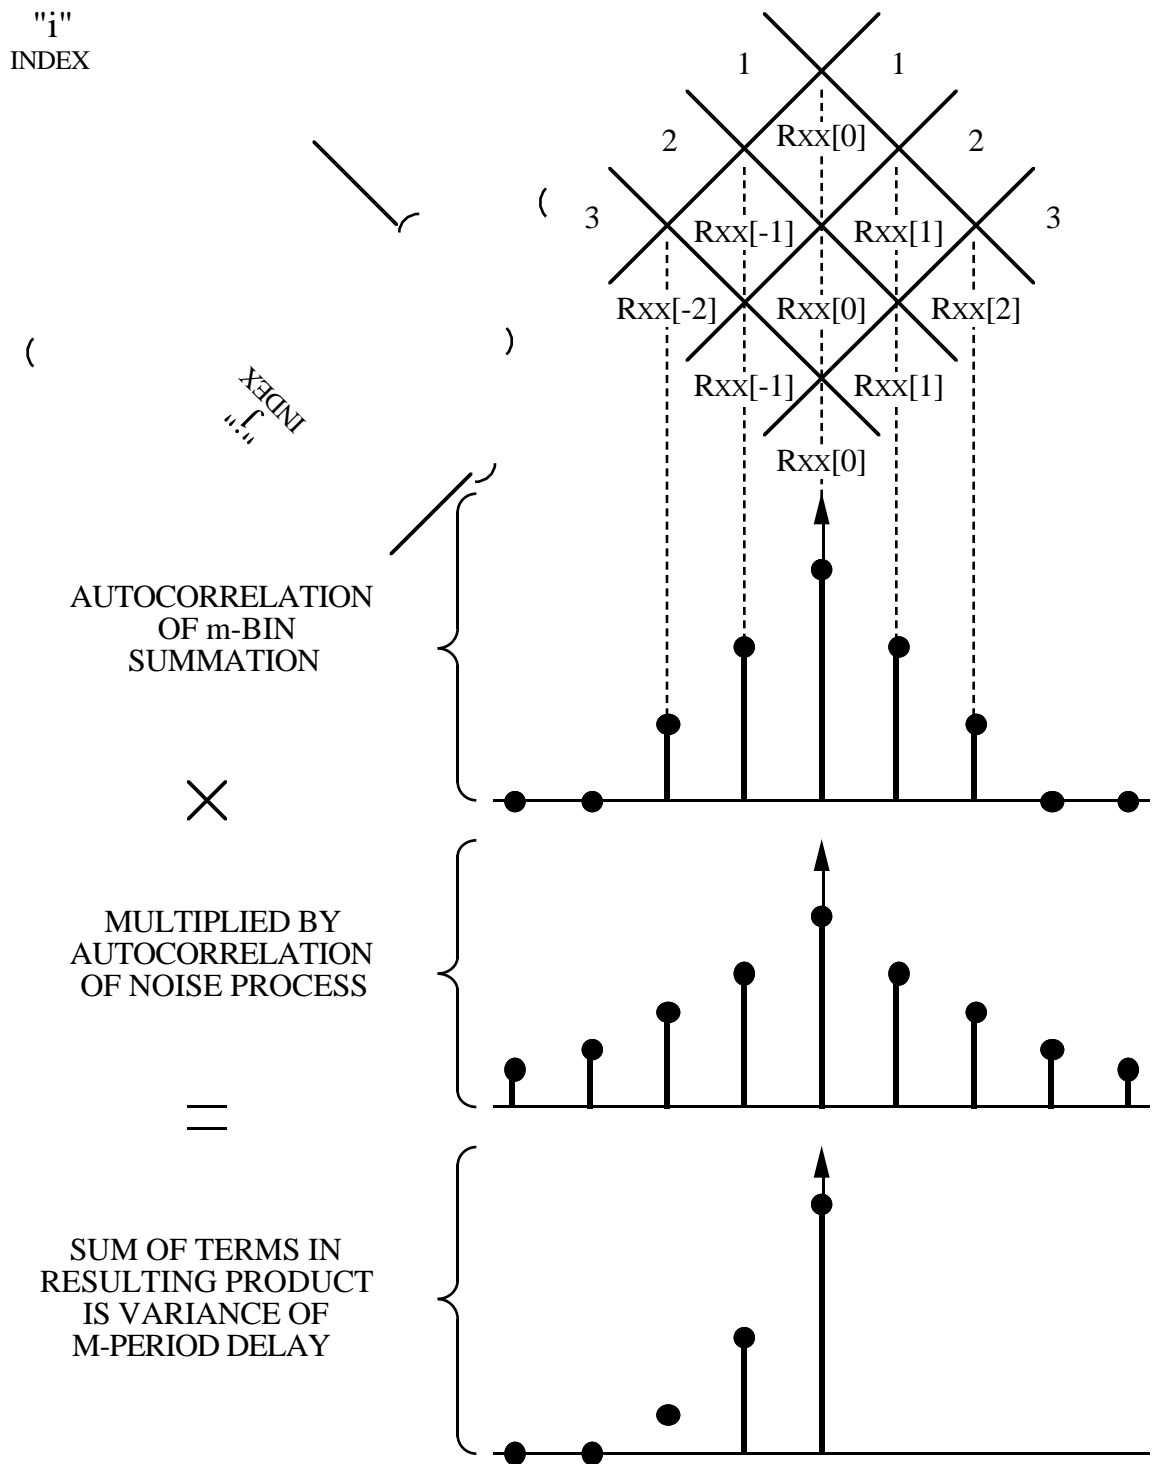 "i"
INDEX
1 1
2 Rxx[0] 2
3 Rxx[-1] Rxx[1] 3
Rxx[-2] Rxx[0] Rxx[2]
"j"
INDEX
Rxx[-1] Rxx[1]
Rxx[0]
AUTOCORRELATION
OF m-BIN
SUMMATION
MULTIPLIED BY
AUTOCORRELATION
OF NOISE PROCESS
SUM OF TERMS IN
RESULTING PRODUCT
IS VARIANCE OF
M-PERIOD DELAY